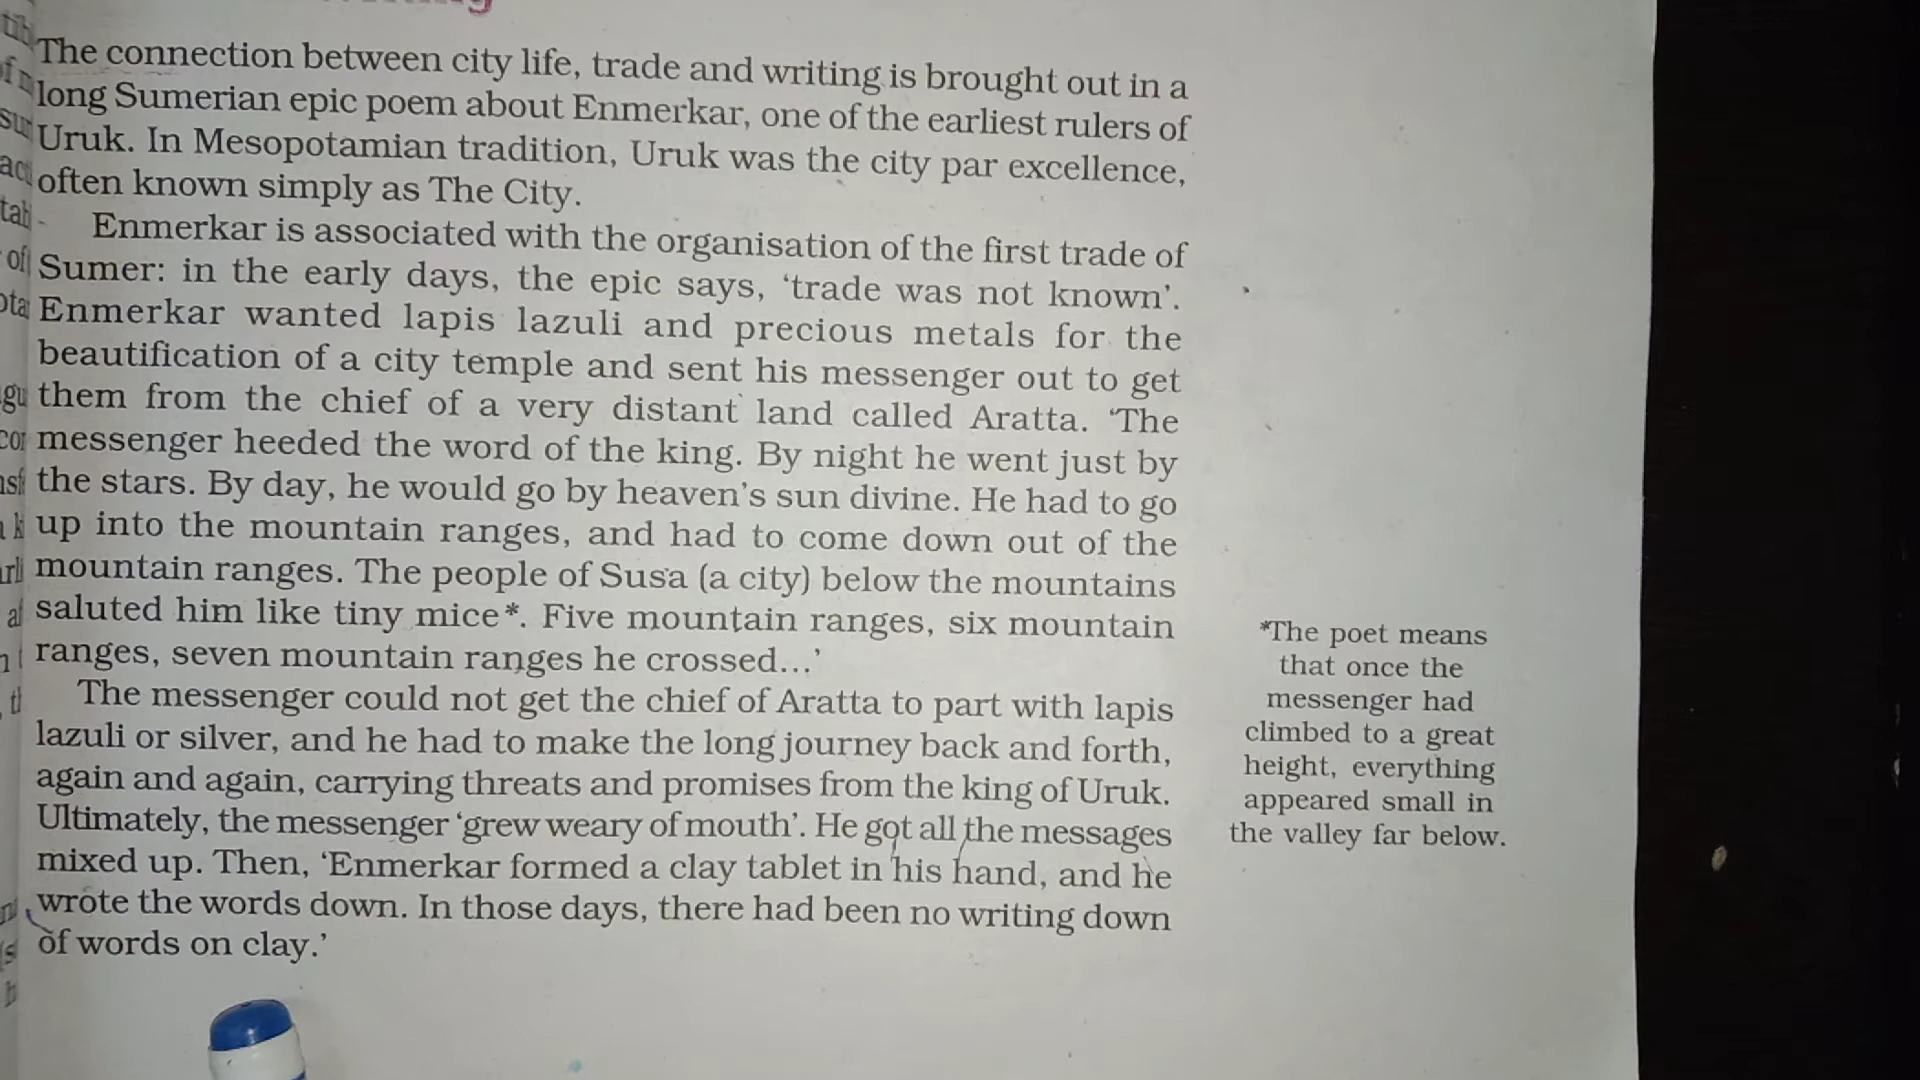 The connection between city life, trade and writing is brought out in a
long Sumerian epic poem about Enmerkar, one of the earliest rulers of
Uruk. In Mesopotamian tradition, Uruk was the city par excellence,
often known simply as The City.
Enmerkar is associated with the organisation of the first trade of
Sumer: in the early days, the epic says, ‘trade was not known’.
Enmerkar wanted lapis lazuli and precious metals for the
beautification of a city temple and sent his messenger out to get
them from the chief of a very distant land called Aratta. ‘The
messenger heeded the word of the king. By night he went just by
the stars. By day, he would go by heaven’s sun divine. He had to go
up into the mountain ranges, and had to come down out of the
mountain ranges. The people of Susa (a city) below the mountains
saluted him like tiny mice*. Five mountain ranges, six mountain
ranges, seven mountain ranges he crossed...’
The messenger could not get the chief of Aratta to part with lapis
lazuli or silver, and he had to make the long journey back and forth,
again and again, carrying threats and promises from the king of Uruk.
Ultimately, the messenger ‘grew weary of mouth’. He got all the messages
mixed up. Then, ‘Enmerkar formed a clay tablet in his hand, and he
wrote the words down. In those days, there had been no writing down
of words on clay.’
*The poet means
that once the
messenger had
climbed to a great
height, everything
appeared small in
the valley far below.